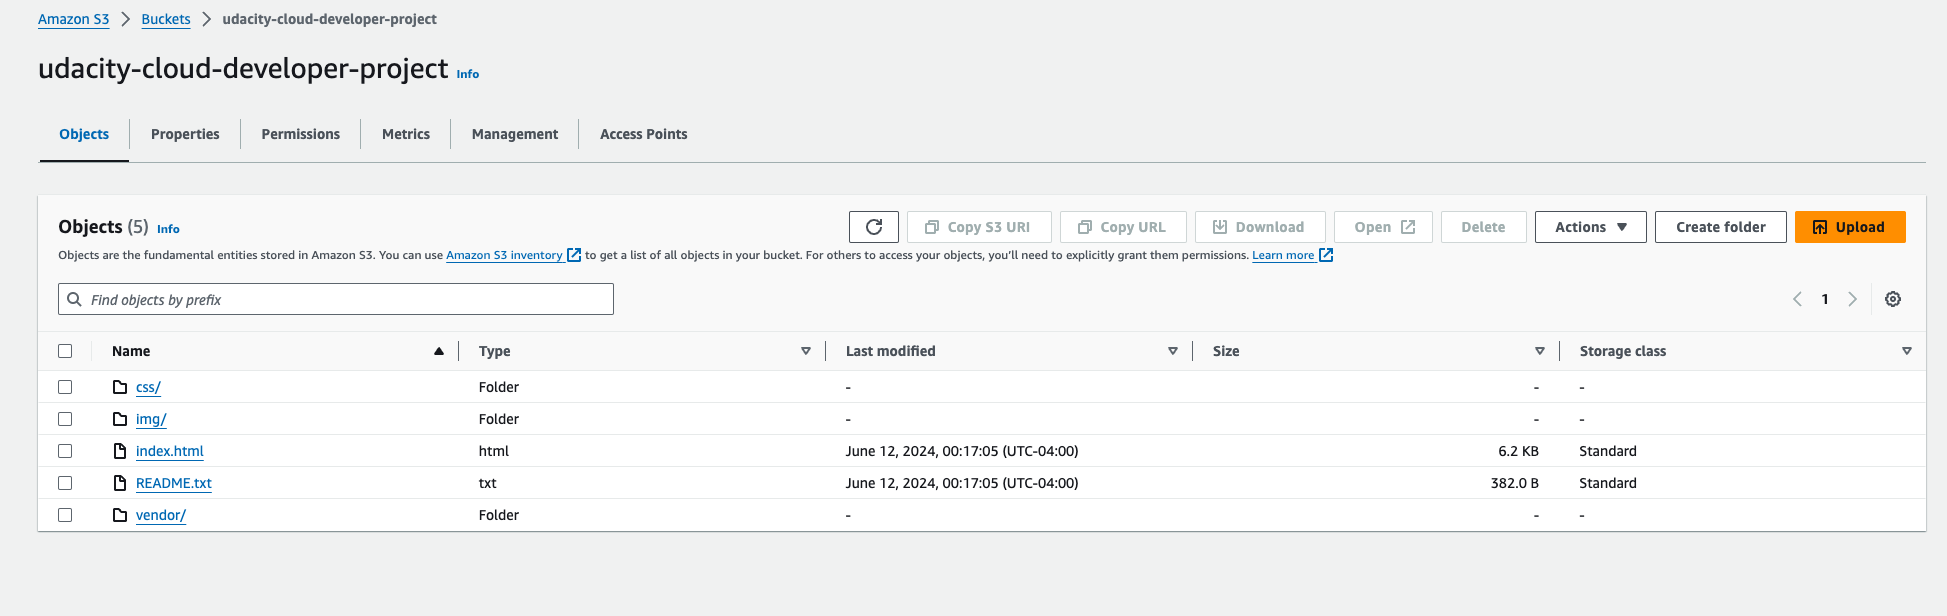 Amazon S3 > Buckets > udacity-cloud-developer-project
udacity-cloud-developer-project Info
Objects Properties Permissions Metrics Management Access Points
Objects (5) Info
Copy S3 URI Copy URL Download Open Delete Actions Create folder Upload
Objects are the fundamental entities stored in Amazon S3. You can use Amazon S3 inventory to get a list of all objects in your bucket. For others to access your objects, you'll need to explicitly grant them permissions. Learn more
Find objects by prefix
1
Name Type Last modified Size Storage class
css/ Folder - - -
img/ Folder - - -
index.html html June 12, 2024, 00:17:05 (UTC-04:00) 6.2 KB Standard
README.txt txt June 12, 2024, 00:17:05 (UTC-04:00) 382.0 B Standard
vendor/ Folder - - -